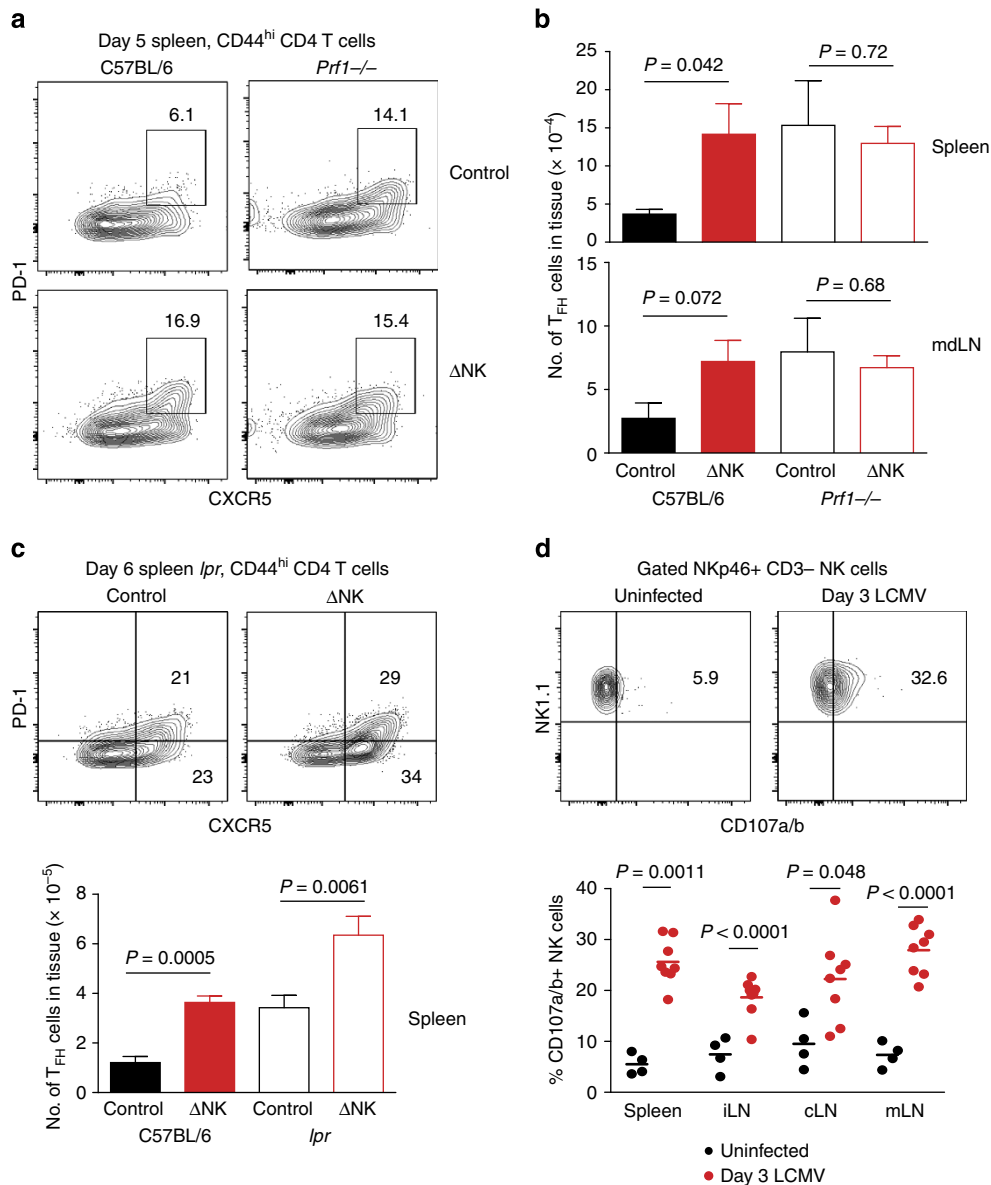 a
Day 5 spleen, CD44hi CD4 T cells
C57BL/6
Prf1−/−
6.1
14.1
Control
16.9
15.4
ΔNK
PD-1
CXCR5
b
P = 0.042
P = 0.72
25
20
15
10
5
0
Spleen
No. of TFH cells in tissue (× 10−4)
P = 0.072
P = 0.68
10
5
0
mdLN
Control
ΔNK
Control
ΔNK
C57BL/6
Prf1−/−
c
Day 6 spleen lpr, CD44hi CD4 T cells
Control
ΔNK
21
23
29
34
PD-1
CXCR5
No. of TFH cells in tissue (× 10−5)
8
6
4
2
0
P = 0.0005
P = 0.0061
Spleen
Control
ΔNK
Control
ΔNK
C57BL/6
lpr
d
Gated NKp46+ CD3− NK cells
Uninfected
Day 3 LCMV
5.9
32.6
NK1.1
CD107a/b
P = 0.0011
P < 0.0001
P = 0.048
P < 0.0001
% CD107a/b+ NK cells
40
30
20
10
0
Spleen
iLN
cLN
mLN
Uninfected
Day 3 LCMV